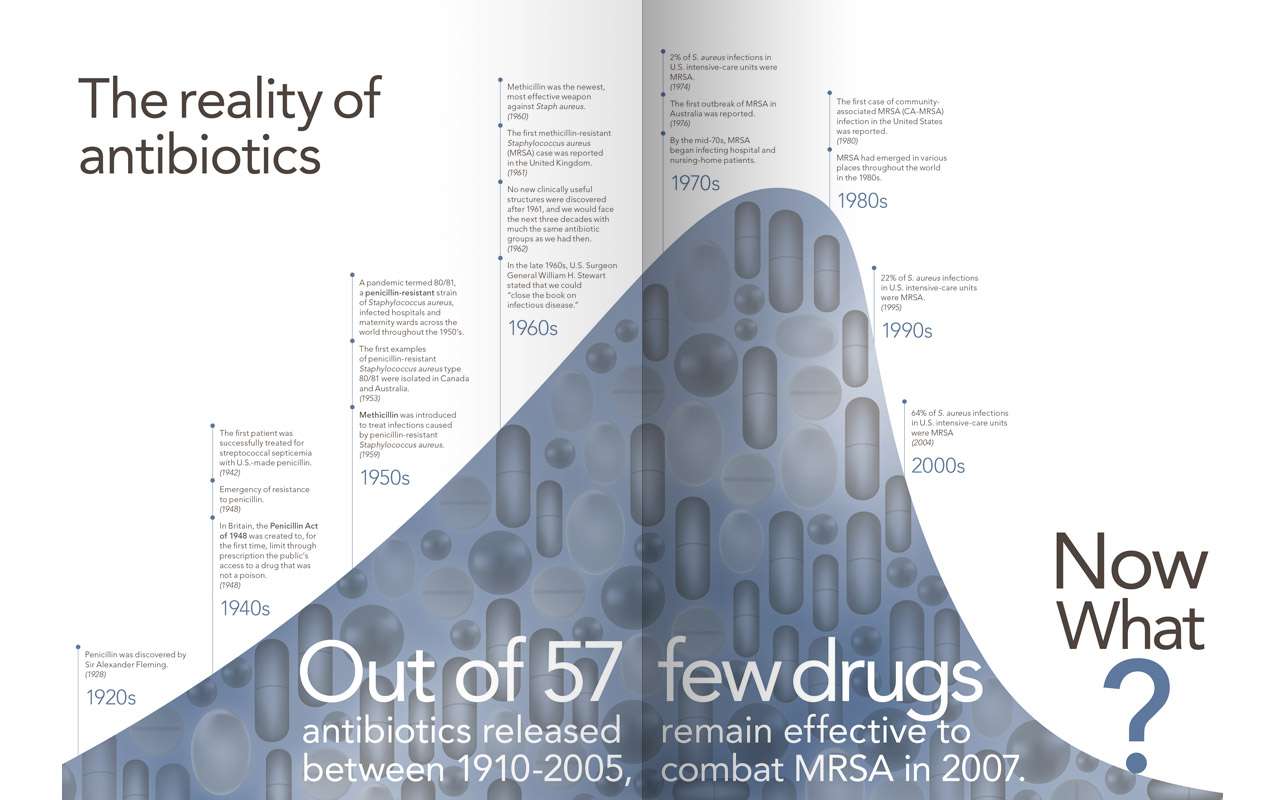 The reality of
antibiotics
Penicillin was discovered by
Sir Alexander Fleming.
(1928)
1920s
The first patient was
successfully treated for
streptococcal septicemia
with U.S.-made penicillin.
(1942)
Emergency of resistance
to penicillin.
(1948)
In Britain, the Penicillin Act
of 1948 was created to, for
the first time, limit through
prescription the public's
access to a drug that was
not a poison.
(1948)
1940s
A pandemic termed 80/81,
a penicillin-resistant strain
of Staphylococcus aureus,
infected hospitals and
maternity wards across the
world throughout the 1950's.
The first examples
of penicillin-resistant
Staphylococcus aureus type
80/81 were isolated in Canada
and Australia.
(1953)
Methicillin was introduced
to treat infections caused
by penicillin-resistant
Staphylococcus aureus.
(1959)
1950s
Methicillin was the newest,
most effective weapon
against Staph aureus.
(1960)
The first methicillin-resistant
Staphylococcus aureus
(MRSA) case was reported
in the United Kingdom.
(1961)
No new clinically useful
structures were discovered
after 1961, and we would face
the next three decades with
much the same antibiotic
groups as we had then.
(1962)
In the late 1960s, U.S. Surgeon
General William H. Stewart
stated that we could
"close the book on
infectious disease."
1960s
2% of S. aureus infections in
U.S. intensive-care units were
MRSA.
(1974)
The first outbreak of MRSA in
Australia was reported.
(1976)
By the mid-70s, MRSA
began infecting hospital and
nursing-home patients.
1970s
The first case of community-
associated MRSA (CA-MRSA)
infection in the United States
was reported.
(1980)
MRSA had emerged in various
places throughout the world
in the 1980s.
1980s
22% of S. aureus infections
in U.S. intensive-care units
were MRSA.
(1995)
1990s
64% of S. aureus infections
in U.S. intensive-care units
were MRSA
(2004)
2000s
Out of 57 few drugs
antibiotics released remain effective to
between 1910-2005, combat MRSA in 2007.
Now
What
?